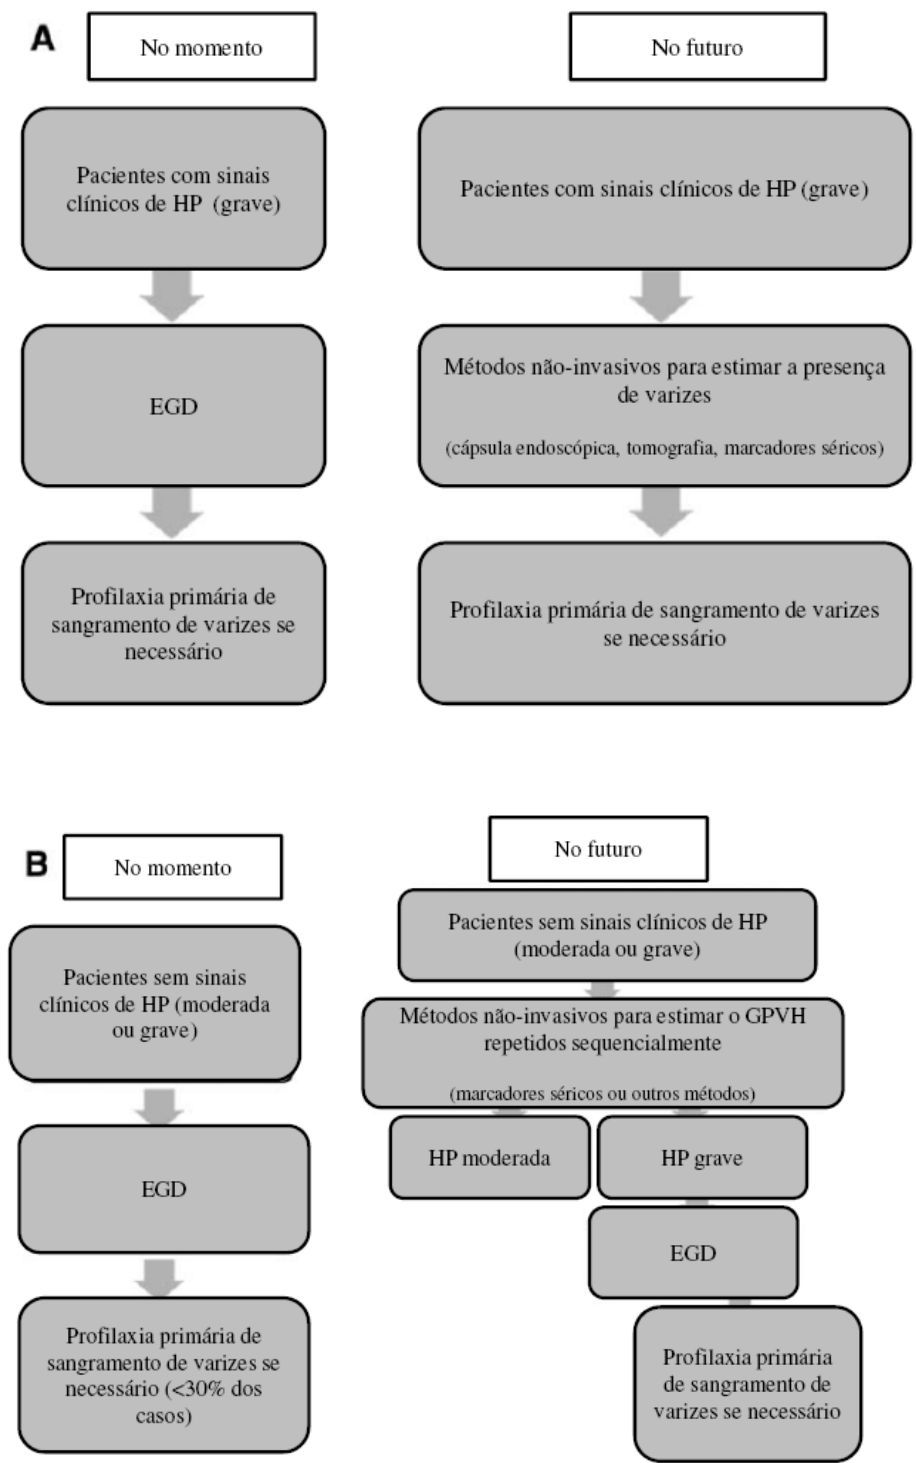 A
No momento
No futuro
Pacientes com sinais
clínicos de HP (grave)
Pacientes com sinais clínicos de HP (grave)
EGD
Métodos não-invasivos para estimar a presença
de varizes
(cápsula endoscópica, tomografia, marcadores séricos)
Profilaxia primária de
sangramento de varizes se
necessário
Profilaxia primária de sangramento de varizes
se necessário
B
No momento
No futuro
Pacientes sem sinais
clínicos de HP (moderada
ou grave)
EGD
Profilaxia primária de
sangramento de varizes se
necessário (<30% dos
casos)
Pacientes sem sinais clínicos de HP
(moderada ou grave)
Métodos não-invasivos para estimar o GPVH
repetidos sequencialmente
(marcadores séricos ou outros métodos)
HP moderada
HP grave
EGD
Profilaxia primária
de sangramento de
varizes se necessário